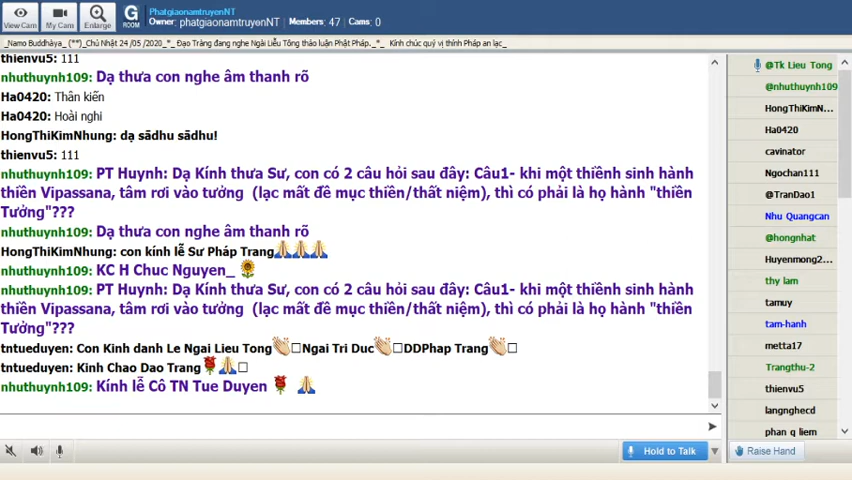 View Cam
My Cam
Enlarge
G
ROOM
PhatgiaonamtruyenNT
Owner: phatgiaonamtruyenNT
Members: 47
Cams: 0
_Namo Buddhàya_ (**)_Chủ Nhật 24 /05 /2020_*_ Đạo Tràng đang nghe Ngài Liễu Tông thảo luận Phật Pháp._*_ Kính chúc quý vị thính Pháp an lạc_
thienvu5: 111
nhuthuynh109: Dạ thưa con nghe âm thanh rõ
Ha0420: Thân kiến
Ha0420: Hoài nghi
HongThiKimNhung: dạ sādhu sādhu!
thienvu5: 111
nhuthuynh109: PT Huynh: Dạ Kính thưa Sư, con có 2 câu hỏi sau đây: Câu1- khi một thiềnh sinh hành
thiền Vipassana, tâm rơi vào tưởng (lạc mất đề mục thiền/thất niệm), thì có phải là họ hành "thiền
Tưởng"???
nhuthuynh109: Dạ thưa con nghe âm thanh rõ
HongThiKimNhung: con kính lễ Sư Pháp Trang
nhuthuynh109: KC H Chuc Nguyen_
nhuthuynh109: PT Huynh: Dạ Kính thưa Sư, con có 2 câu hỏi sau đây: Câu1- khi một thiềnh sinh hành
thiền Vipassana, tâm rơi vào tưởng (lạc mất đề mục thiền/thất niệm), thì có phải là họ hành "thiền
Tưởng"???
tntueduyen: Con Kinh danh Le Ngai Lieu Tong Ngai Tri Duc DDPhap Trang
tntueduyen: Kinh Chao Dao Trang
nhuthuynh109: Kính lễ Cô TN Tue Duyen
@Tk Lieu Tong
@nhuthuynh109
HongThiKimN...
Ha0420
cavinator
Ngochan111
@TranDao1
Nhu Quangcan
@hongnhat
Huyenmong2...
thy lam
tamuy
tam-hanh
metta17
Trangthu-2
thienvu5
langnghecd
phan q liem
Hold to Talk
Raise Hand